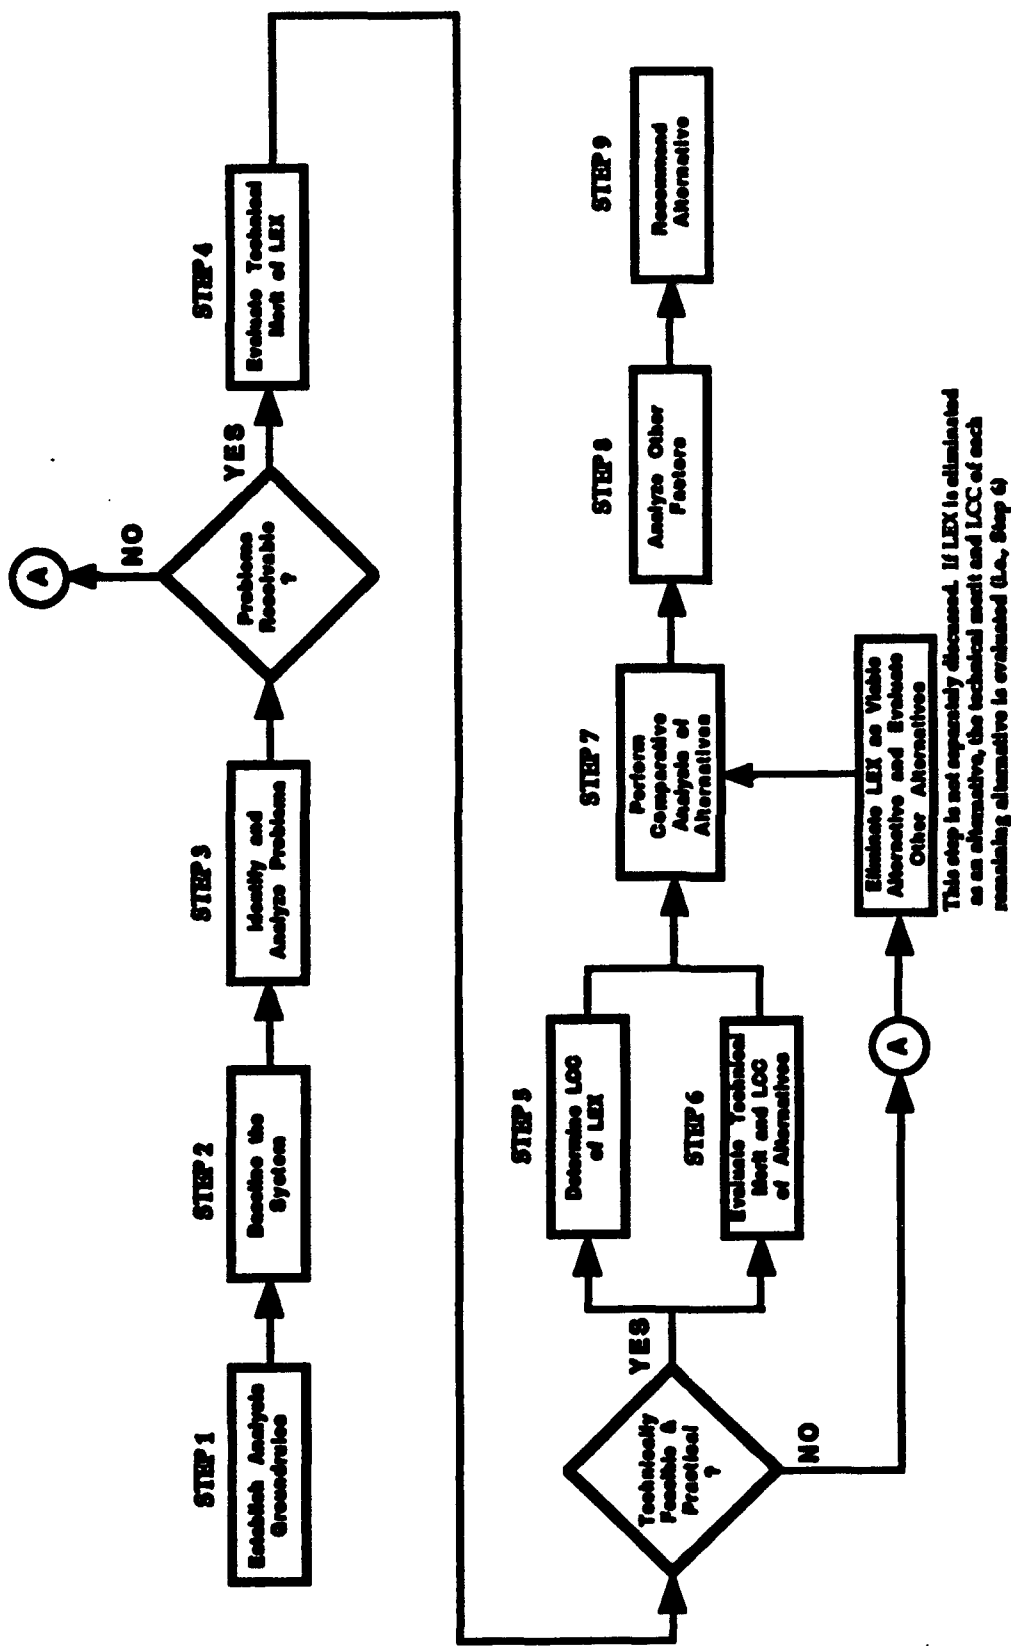 STEP 1
Establish Analysis
Groundrules
STEP 2
Baseline the
System
STEP 3
Identify and
Analyze Problems
Problems
Resolvable
?
NO
A
YES
STEP 4
Evaluate Technical
Merit of LEX
Technically
Feasible &
Practical
?
YES
NO
STEP 5
Determine LCC
of LEX
STEP 6
Evaluate Technical
Merit and LCC
of Alternatives
A
STEP 7
Perform
Comparative
Analysis of
Alternatives
Eliminate LEX as Viable
Alternative and Evaluate
Other Alternatives
This step is not separately discussed. If LEX is eliminated
as an alternative, the technical merit and LCC of each
remaining alternative is evaluated (i.e., Step 6)
STEP 8
Analyze Other
Factors
STEP 9
Recommend
Alternative